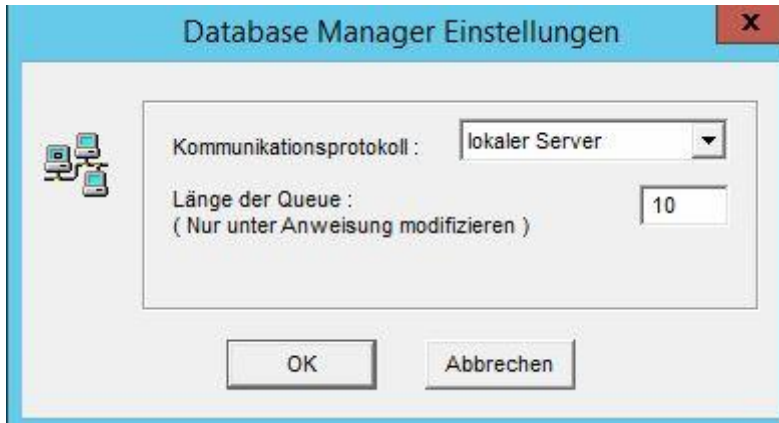 Database Manager Einstellungen
x
Kommunikationsprotokoll :
lokaler Server
Länge der Queue :
( Nur unter Anweisung modifizieren )
10
OK
Abbrechen